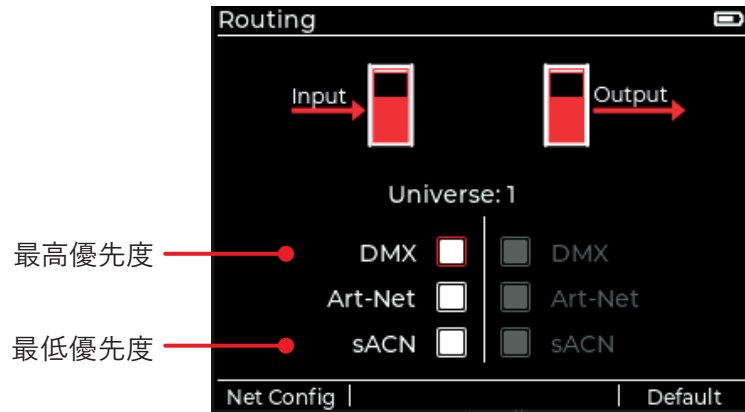 Routing
Input
Output
Universe: 1
最高優先度
DMX
DMX
Art-Net
Art-Net
最低優先度
sACN
sACN
Net Config
Default